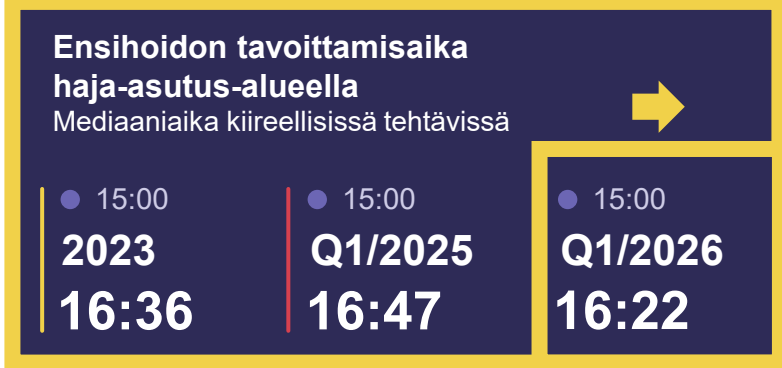 Ensihoidon tavoittamisaika
haja-asutus-alueella
Mediaaniaika kiireellisissä tehtävissä
15:00
2023
16:36
15:00
Q1/2025
16:47
15:00
Q1/2026
16:22